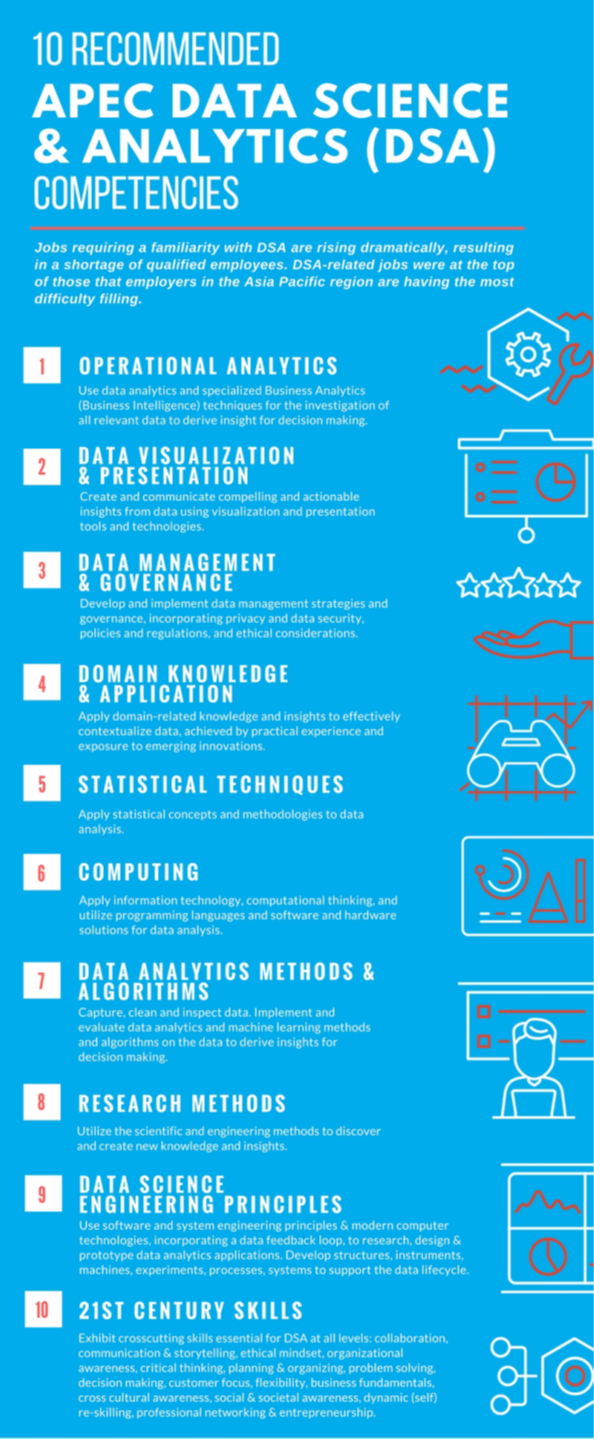 10 RECOMMENDED
APEC DATA SCIENCE
& ANALYTICS (DSA)
COMPETENCIES
Jobs requiring a familiarity with DSA are rising dramatically, resulting
in a shortage of qualified employees. DSA-related jobs were at the top
of those that employers in the Asia Pacific region are having the most
difficulty filling.
1 OPERATIONAL ANALYTICS
Use data analytics and specialized Business Analytics
(Business Intelligence) techniques for the investigation of
all relevant data to derive insight for decision making.
2 DATA VISUALIZATION
& PRESENTATION
Create and communicate compelling and actionable
insights from data using visualization and presentation
tools and technologies.
3 DATA MANAGEMENT
& GOVERNANCE
Develop and implement data management strategies and
governance, incorporating privacy and data security,
policies and regulations, and ethical considerations.
4 DOMAIN KNOWLEDGE
& APPLICATION
Apply domain-related knowledge and insights to effectively
contextualize data, achieved by practical experience and
exposure to emerging innovations.
5 STATISTICAL TECHNIQUES
Apply statistical concepts and methodologies to data
analysis.
6 COMPUTING
Apply information technology, computational thinking, and
utilize programming languages and software and hardware
solutions for data analysis.
7 DATA ANALYTICS METHODS &
ALGORITHMS
Capture, clean and inspect data. Implement and
evaluate data analytics and machine learning methods
and algorithms on the data to derive insights for
decision making.
8 RESEARCH METHODS
Utilize the scientific and engineering methods to discover
and create new knowledge and insights.
9 DATA SCIENCE
ENGINEERING PRINCIPLES
Use software and system engineering principles & modern computer
technologies, incorporating a data feedback loop, to research, design &
prototype data analytics applications. Develop structures, instruments,
machines, experiments, processes, systems to support the data lifecycle.
10 21ST CENTURY SKILLS
Exhibit crosscutting skills essential for DSA at all levels: collaboration,
communication & storytelling, ethical mindset, organizational
awareness, critical thinking, planning & organizing, problem solving,
decision making, customer focus, flexibility, business fundamentals,
cross cultural awareness, social & societal awareness, dynamic (self)
re-skilling, professional networking & entrepreneurship.